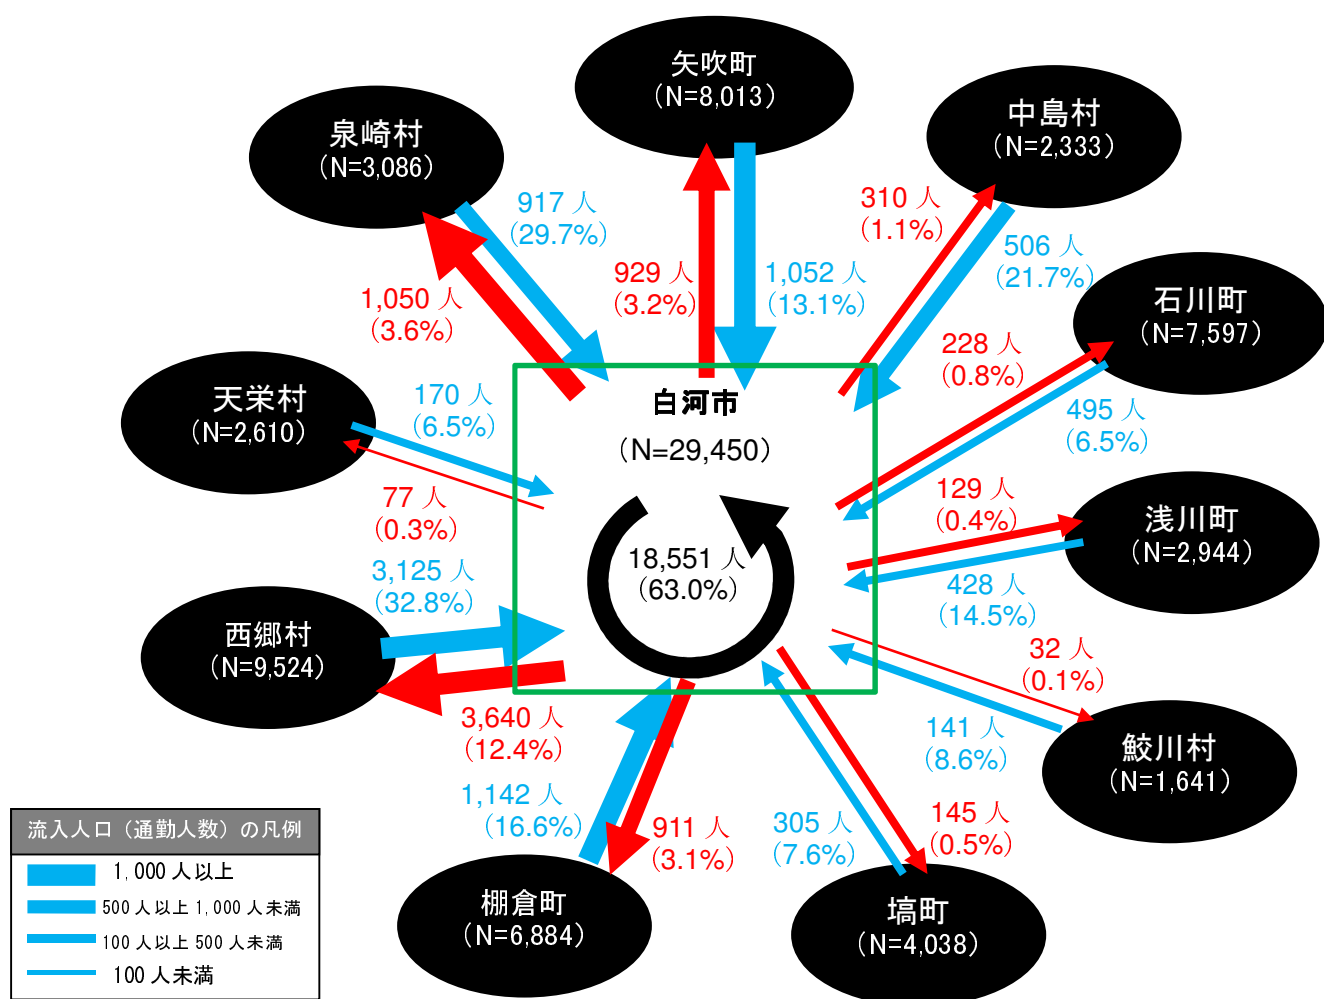 矢吹町
（N=8,013）
中島村
（N=2,333）
泉崎村
（N=3,086）
917 人
(29.7%)
310 人
(1.1%)
506 人
(21.7%)
929 人
(3.2%)
1,052 人
(13.1%)
1,050 人
(3.6%)
石川町
（N=7,597）
228 人
(0.8%)
495 人
(6.5%)
天栄村
（N=2,610）
170 人
(6.5%)
77 人
(0.3%)
白河市
（N=29,450）
18,551 人
(63.0%)
129 人
(0.4%)
浅川町
（N=2,944）
428 人
(14.5%)
3,125 人
(32.8%)
西郷村
（N=9,524）
3,640 人
(12.4%)
32 人
(0.1%)
141 人
(8.6%)
鮫川村
（N=1,641）
1,142 人
(16.6%)
911 人
(3.1%)
305 人
(7.6%)
145 人
(0.5%)
棚倉町
（N=6,884）
塙町
（N=4,038）
流入人口（通勤人数）の凡例
1,000 人以上
500 人以上 1,000 人未満
100 人以上 500 人未満
100 人未満